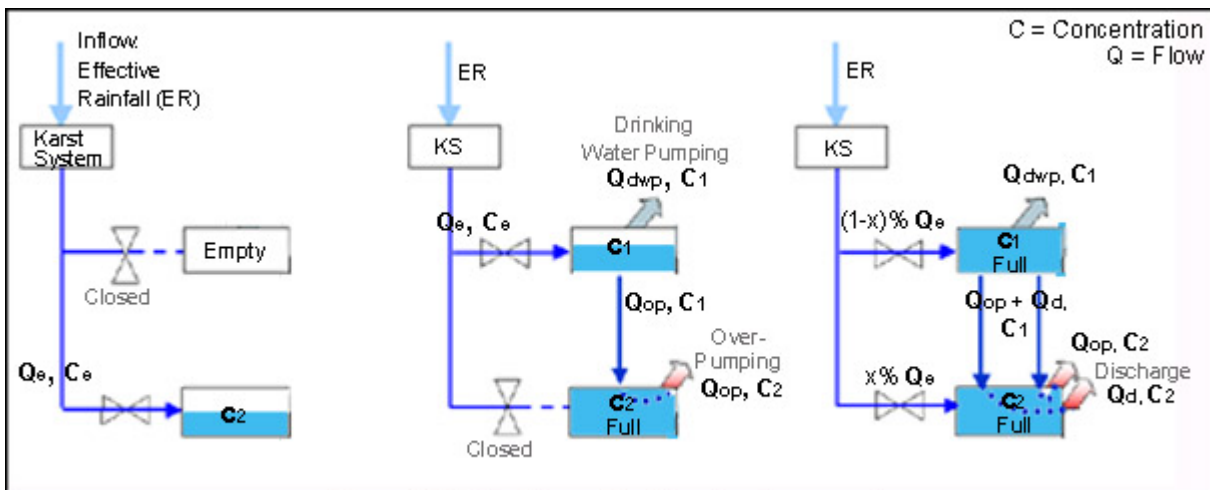 C = Concentration
Q = Flow
Inflow:
Effective
Rainfall (ER)
Karst
System
Empty
Closed
Qe, Ce
C2
ER
KS
Drinking
Water Pumping
Qdwp, C1
Qe, Ce
C1
Qop, C1
Over-
Pumping
Qop, C2
C2
Full
Closed
ER
KS
Qdwp, C1
(1-x)% Qe
C1
Full
Qop + Qd,
C1
Qop, C2
Discharge
Qd, C2
x% Qe
C2
Full